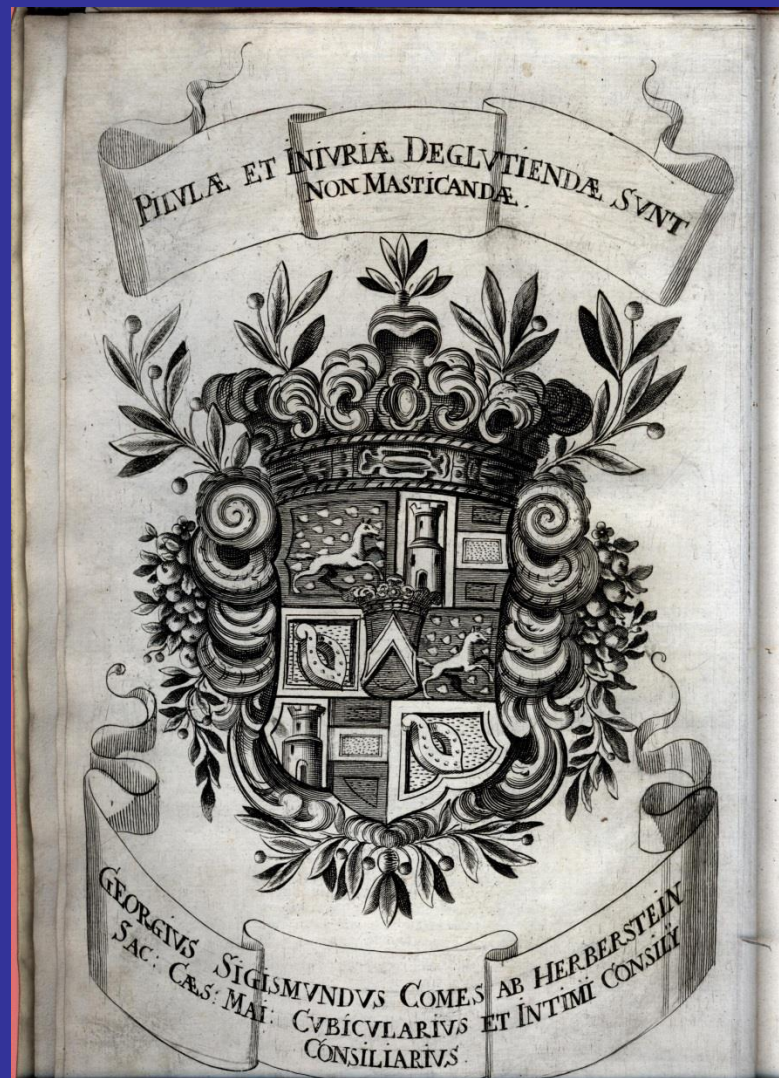 PILVLÆ ET INIVRIÆ DEGLVTIENDÆ SVNT
NON MASTICANDÆ.
GEORGIVS SIGISMVNDVS COMES AB HERBERSTEIN
SAC: CÆS: MAI: CVBICVLARIVS ET INTIMI CONSILIJ
CONSILIARIVS.